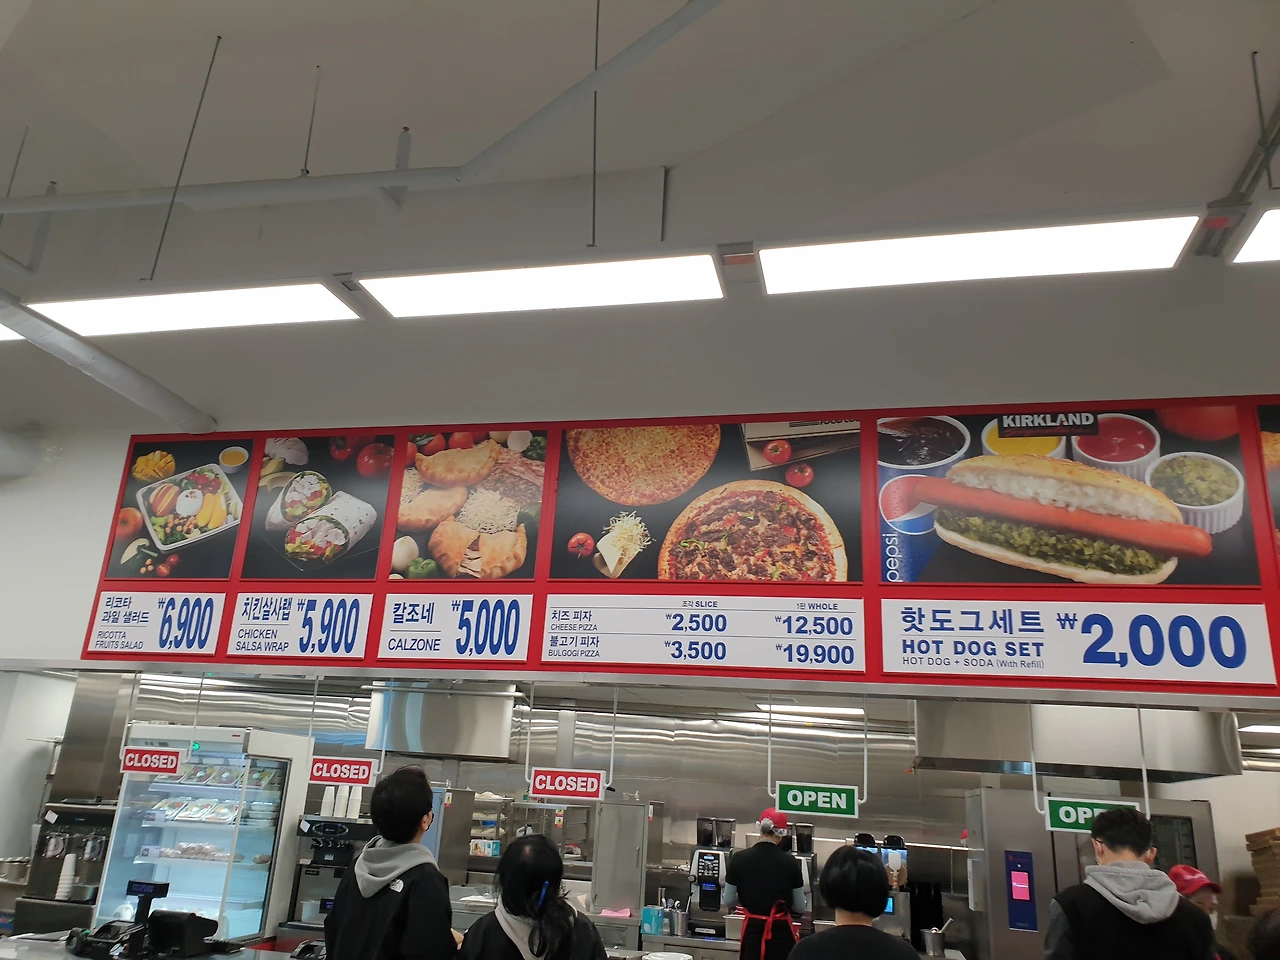 KIRKLAND
pepsi
리코타
과일 샐러드
RICOTTA
FRUITS SALAD
₩6,900
치킨살사랩
CHICKEN
SALSA WRAP
₩5,900
칼조네
CALZONE
₩5,000
조각 SLICE 1판 WHOLE
치즈 피자 ₩2,500 ₩12,500
CHEESE PIZZA
불고기 피자 ₩3,500 ₩19,900
BULGOGI PIZZA
핫도그세트 ₩2,000
HOT DOG SET
HOT DOG + SODA (With Refill)
CLOSED
CLOSED
CLOSED
OPEN